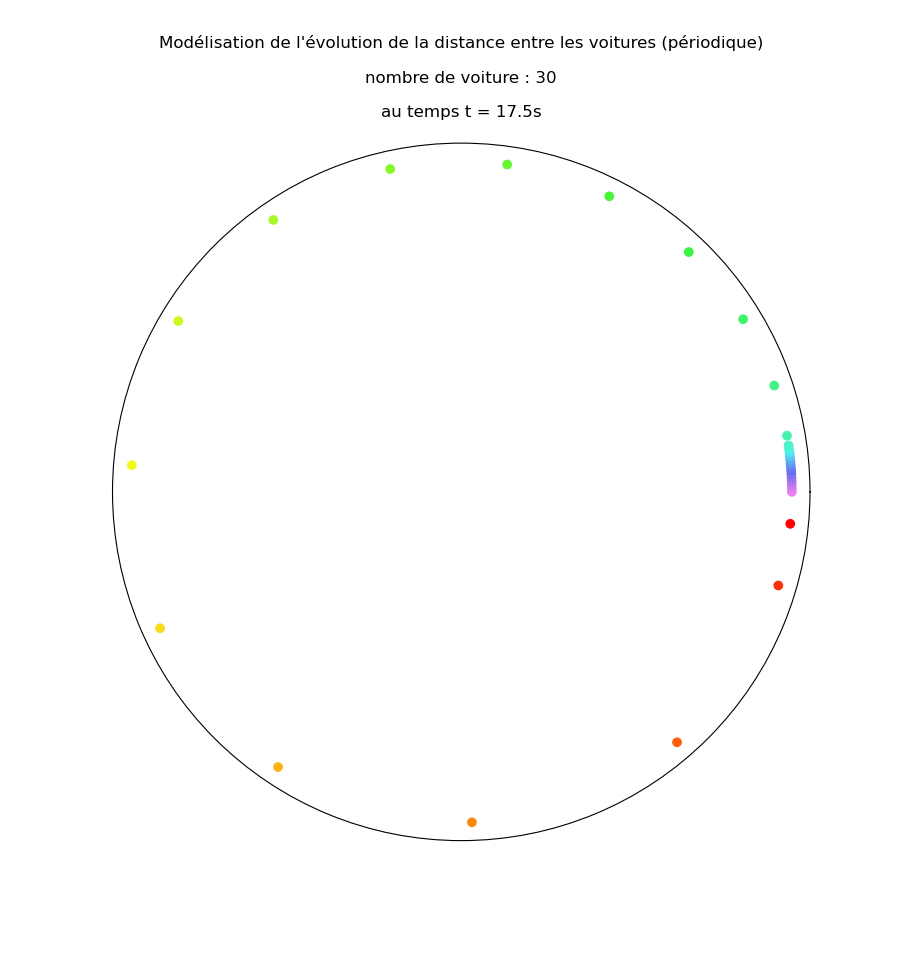 Modélisation de l'évolution de la distance entre les voitures (périodique)
nombre de voiture : 30
au temps t = 17.5s